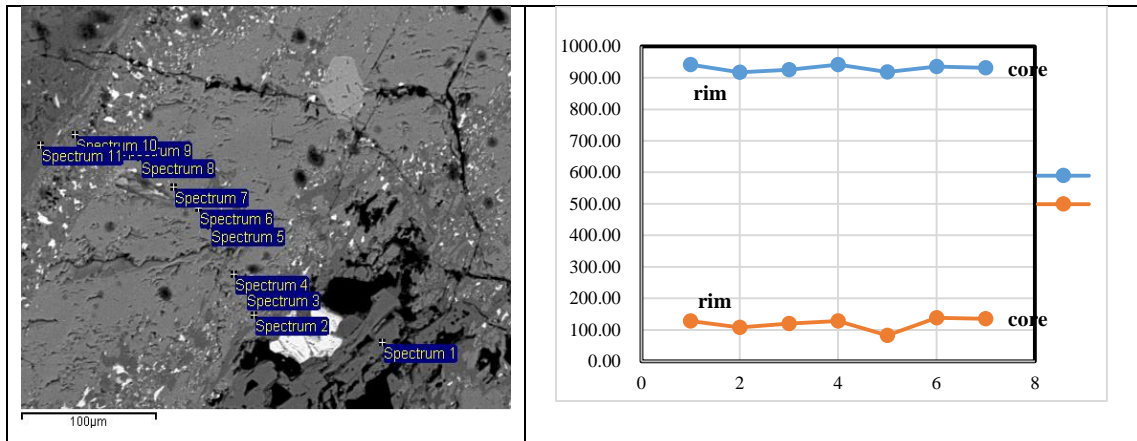 Spectrum 10
Spectrum 11
9
Spectrum 8
Spectrum 7
Spectrum 6
Spectrum 5
Spectrum 4
Spectrum 3
Spectrum 2
Spectrum 1
100µm
1000.00
900.00
800.00
700.00
600.00
500.00
400.00
300.00
200.00
100.00
0.00
rim
core
rim
core
0 2 4 6 8